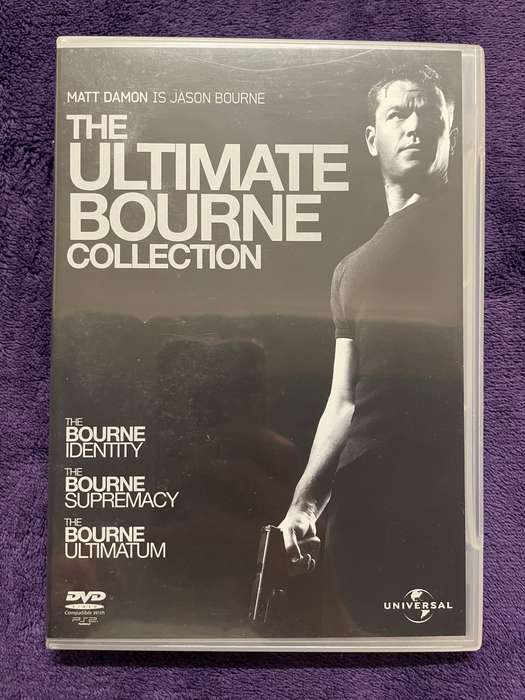 MATT DAMON IS JASON BOURNE
THE
ULTIMATE
BOURNE
COLLECTION
THE
BOURNE
IDENTITY
THE
BOURNE
SUPREMACY
THE
BOURNE
ULTIMATUM
DVD
VIDEO
Compatible With
PS2
UNIVERSAL